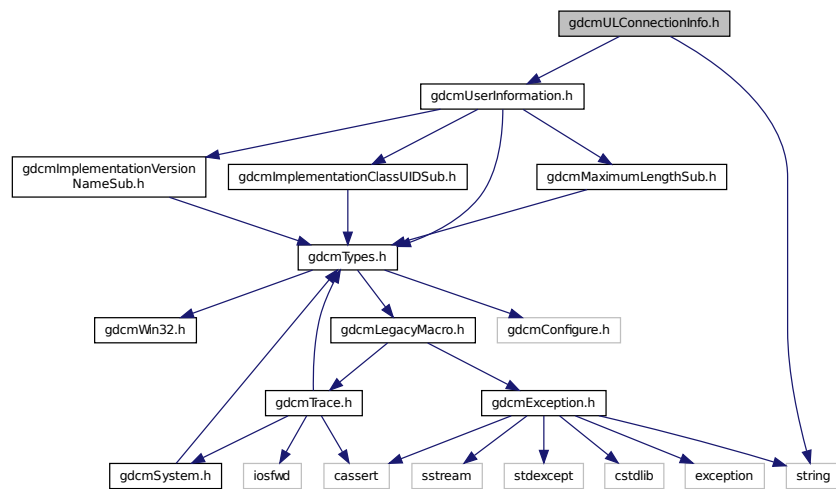 gdcmULConnectionInfo.h
gdcmUserInformation.h
gdcmImplementationVersion
NameSub.h
gdcmImplementationClassUIDSub.h
gdcmMaximumLengthSub.h
gdcmTypes.h
gdcmWin32.h
gdcmLegacyMacro.h
gdcmConfigure.h
gdcmTrace.h
gdcmException.h
gdcmSystem.h
iosfwd
cassert
sstream
stdexcept
cstdlib
exception
string